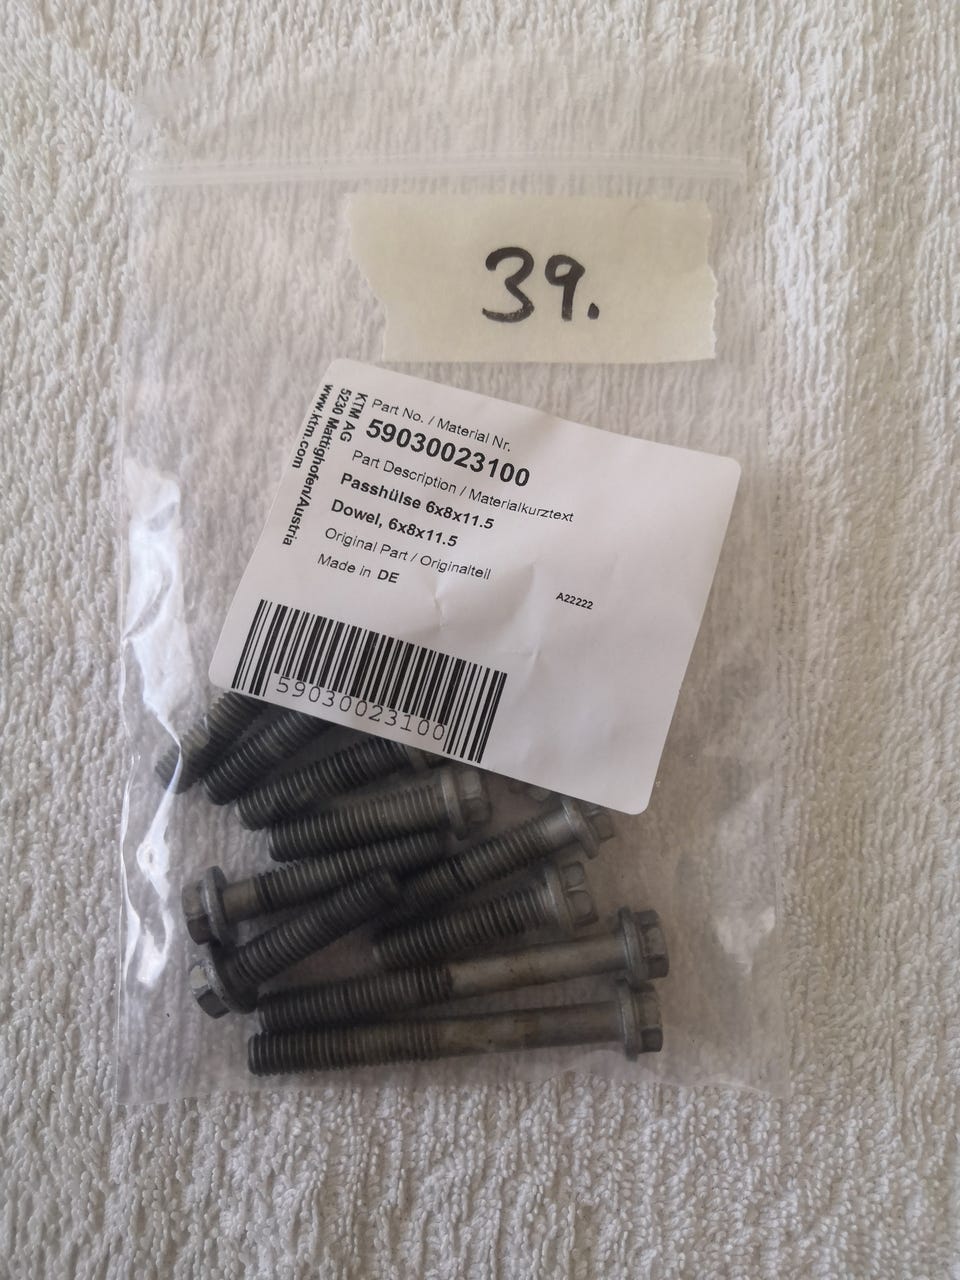 39.
KTM AG
5230 Mattighofen/Austria
www.ktm.com
Part No. / Material Nr.
59030023100
Part Description / Materialkurztext
Passhülse 6x8x11.5
Dowel, 6x8x11.5
Original Part / Originalteil
Made in DE
A22222
59030023100